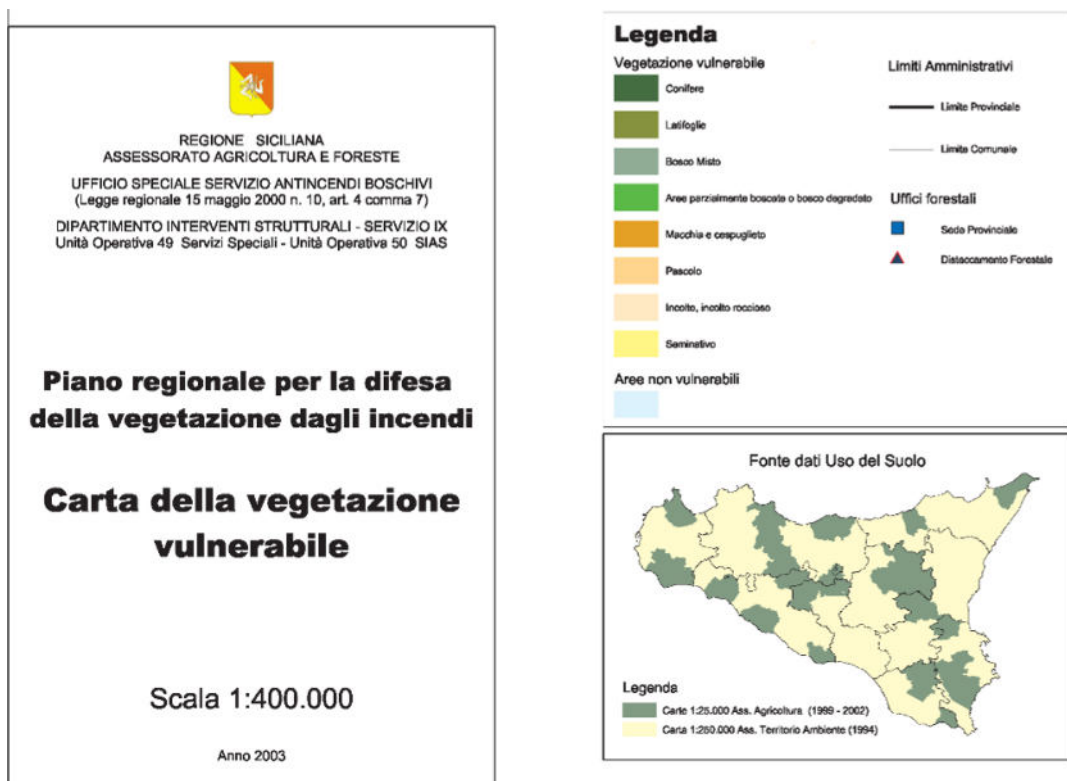 REGIONE SICILIANA
ASSESSORATO AGRICOLTURA E FORESTE
UFFICIO SPECIALE SERVIZIO ANTINCENDI BOSCHIVI
(Legge regionale 15 maggio 2000 n. 10, art. 4 comma 7)
DIPARTIMENTO INTERVENTI STRUTTURALI - SERVIZIO IX
Unità Operativa 49 Servizi Speciali - Unità Operativa 50 SIAS
Piano regionale per la difesa
della vegetazione dagli incendi
Carta della vegetazione
vulnerabile
Scala 1:400.000
Anno 2003
Legenda
Vegetazione vulnerabile
Conifere
Latifoglie
Bosco Misto
Aree parzialmente boscate o bosco degradato
Macchia e cespuglieto
Pascolo
Incolto, incolto roccioso
Seminativo
Aree non vulnerabili
Limiti Amministrativi
Limite Provinciale
Limite Comunale
Uffici forestali
Sede Provinciale
Distaccamento Forestale
Fonte dati Uso del Suolo
Legenda
Carte 1:25.000 Ass. Agricoltura (1999 - 2002)
Carta 1:250.000 Ass. Territorio Ambiente (1994)